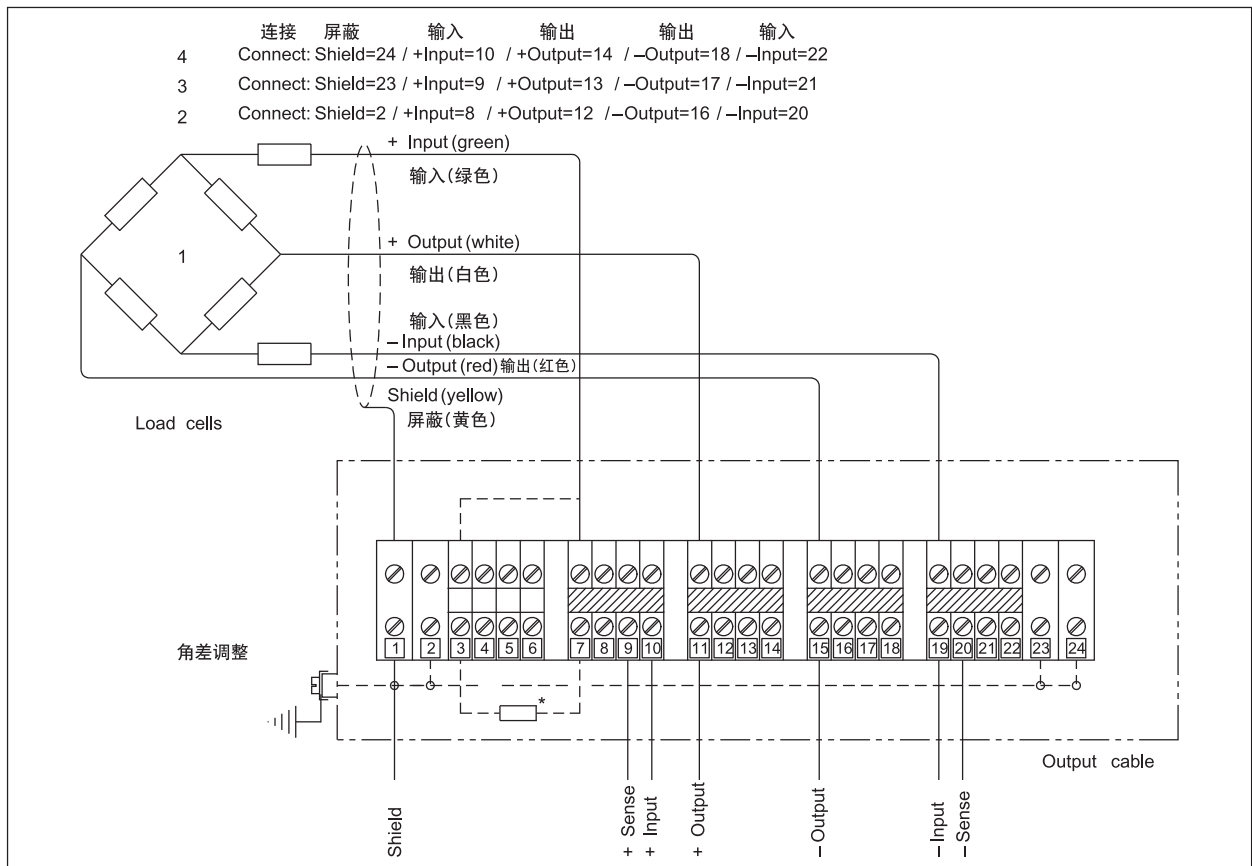 连接 屏蔽 输入 输出 输出 输入
4 Connect: Shield=24 / +Input=10 / +Output=14 / –Output=18 / –Input=22
3 Connect: Shield=23 / +Input=9 / +Output=13 / –Output=17 / –Input=21
2 Connect: Shield=2 / +Input=8 / +Output=12 /–Output=16 / –Input=20
+ Input (green)
输入(绿色)
1
+ Output (white)
输出(白色)
输入(黑色)
– Input (black)
– Output (red) 输出(红色)
Shield (yellow)
屏蔽(黄色)
Load cells
角差调整
1 2 3 4 5 6 7 8 9 10 11 12 13 14 15 16 17 18 19 20 21 22 23 24
*
Output cable
Shield
+ Sense
+ Input
+ Output
– Output
– Input
– Sense